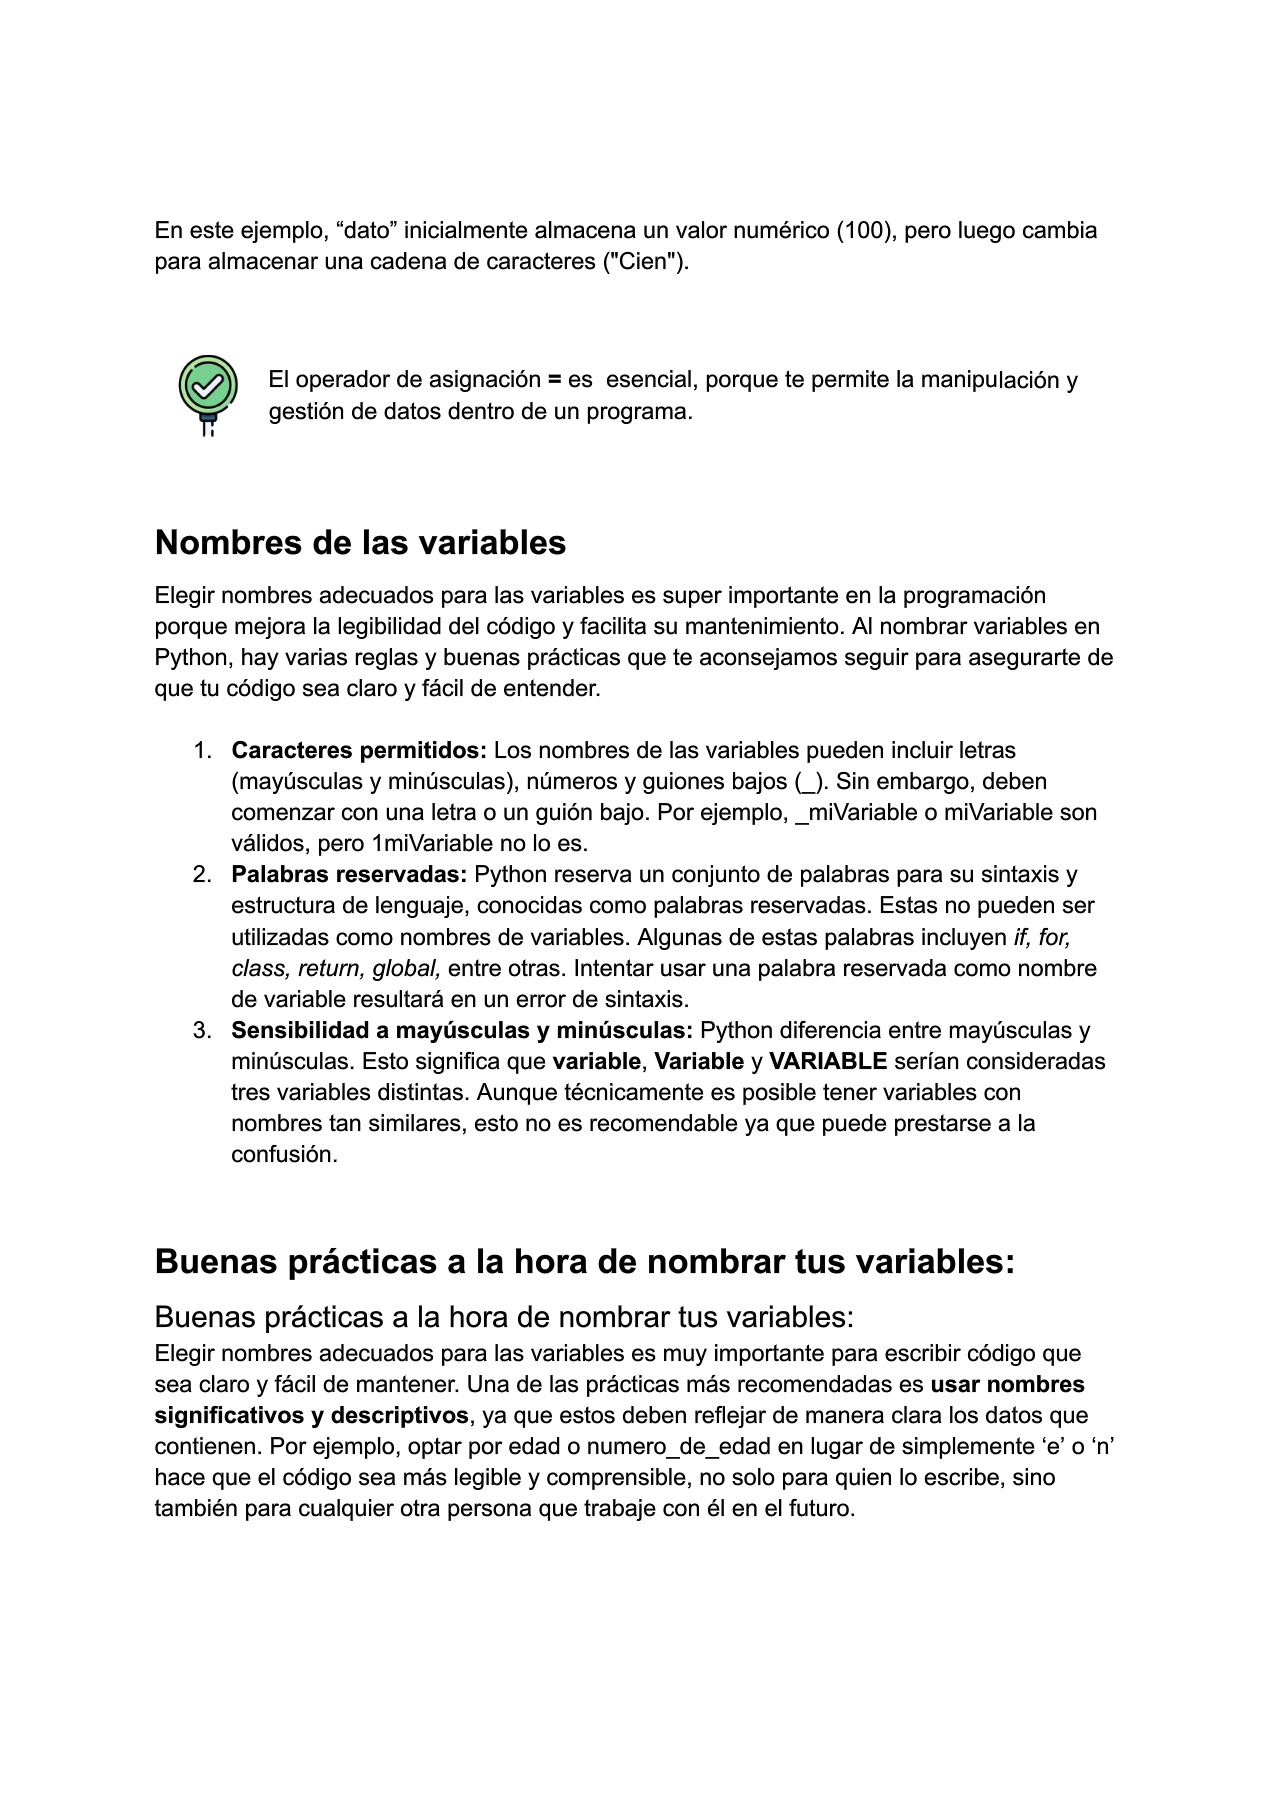 En este ejemplo, “dato” inicialmente almacena un valor numérico (100), pero luego cambia
para almacenar una cadena de caracteres ("Cien").
El operador de asignación = es  esencial, porque te permite la manipulación y
gestión de datos dentro de un programa.
Nombres de las variables
Elegir nombres adecuados para las variables es super importante en la programación
porque mejora la legibilidad del código y facilita su mantenimiento. Al nombrar variables en
Python, hay varias reglas y buenas prácticas que te aconsejamos seguir para asegurarte de
que tu código sea claro y fácil de entender.
1. Caracteres permitidos: Los nombres de las variables pueden incluir letras
(mayúsculas y minúsculas), números y guiones bajos (_). Sin embargo, deben
comenzar con una letra o un guión bajo. Por ejemplo, _miVariable o miVariable son
válidos, pero 1miVariable no lo es.
2. Palabras reservadas: Python reserva un conjunto de palabras para su sintaxis y
estructura de lenguaje, conocidas como palabras reservadas. Estas no pueden ser
utilizadas como nombres de variables. Algunas de estas palabras incluyen if, for,
class, return, global, entre otras. Intentar usar una palabra reservada como nombre
de variable resultará en un error de sintaxis.
3. Sensibilidad a mayúsculas y minúsculas: Python diferencia entre mayúsculas y
minúsculas. Esto significa que variable, Variable y VARIABLE serían consideradas
tres variables distintas. Aunque técnicamente es posible tener variables con
nombres tan similares, esto no es recomendable ya que puede prestarse a la
confusión.
Buenas prácticas a la hora de nombrar tus variables:
Buenas prácticas a la hora de nombrar tus variables:
Elegir nombres adecuados para las variables es muy importante para escribir código que
sea claro y fácil de mantener. Una de las prácticas más recomendadas es usar nombres
significativos y descriptivos, ya que estos deben reflejar de manera clara los datos que
contienen. Por ejemplo, optar por edad o numero_de_edad en lugar de simplemente ‘e’ o ‘n’
hace que el código sea más legible y comprensible, no solo para quien lo escribe, sino
también para cualquier otra persona que trabaje con él en el futuro.